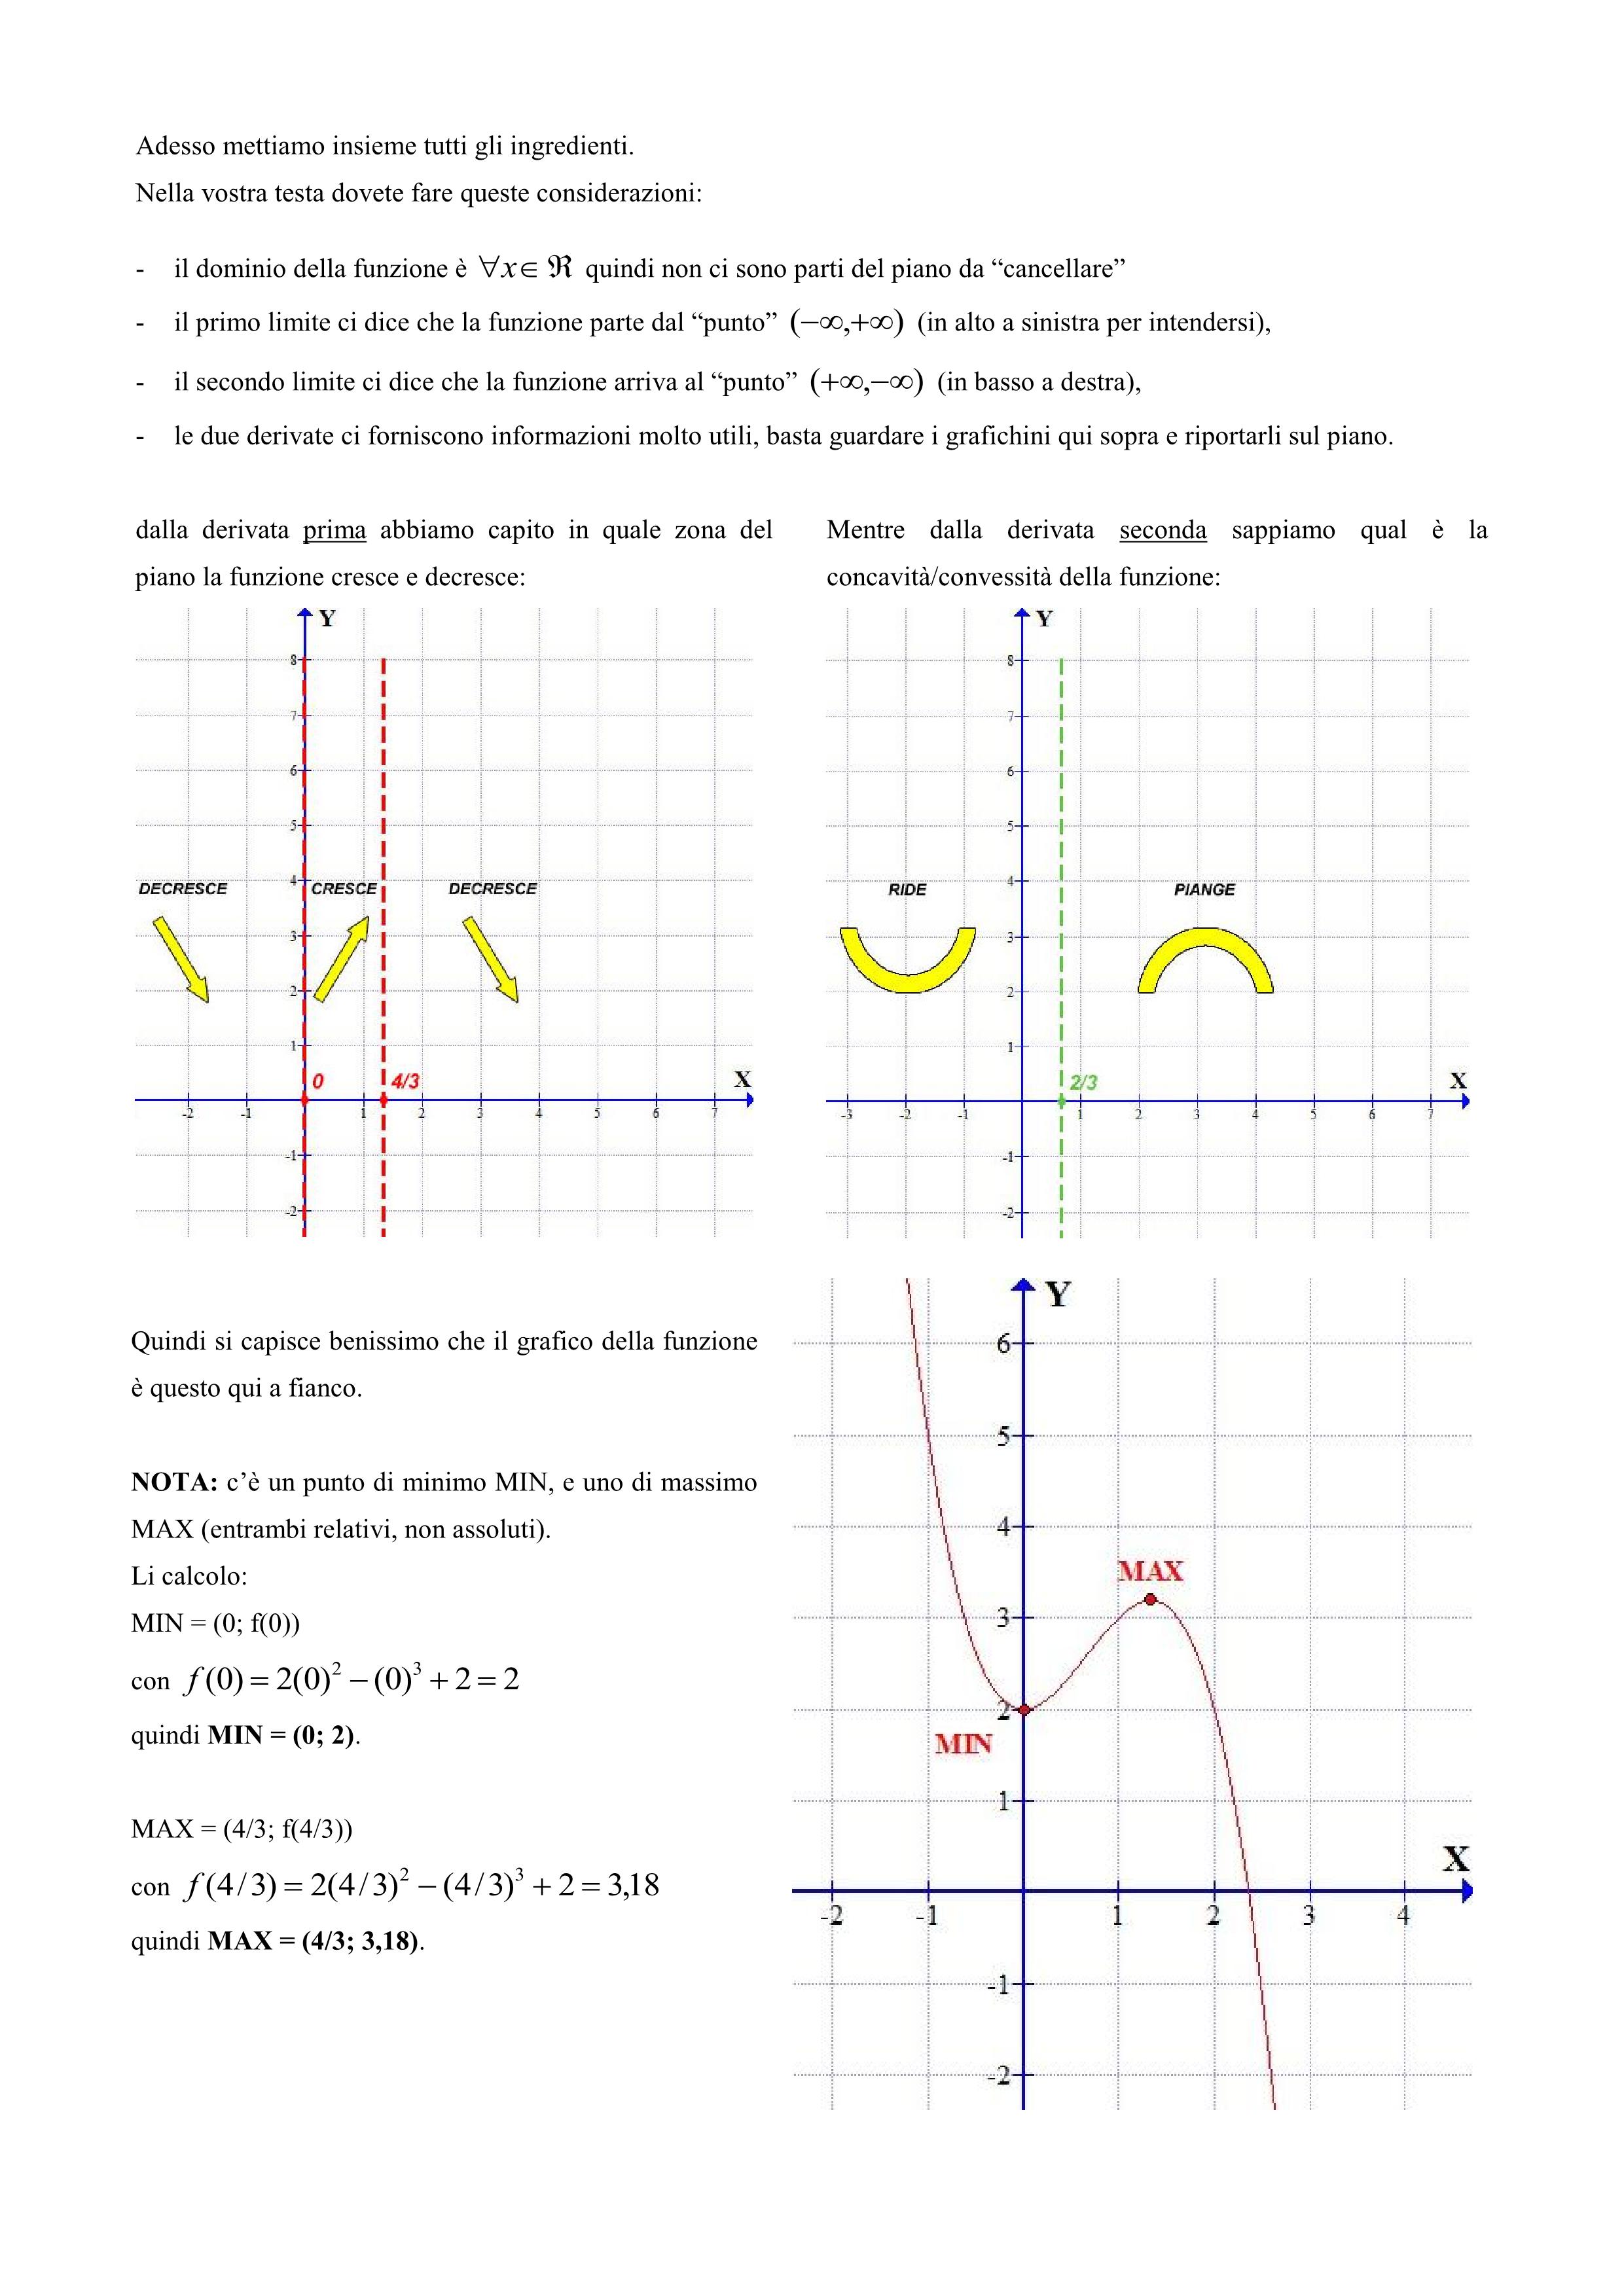 Adesso mettiamo insieme tutti gli ingredienti.
Nella vostra testa dovete fare queste considerazioni:
- il dominio della funzione è ∀x∈ ℜ quindi non ci sono parti del piano da “cancellare”
- il primo limite ci dice che la funzione parte dal “punto” (−∞,+∞) (in alto a sinistra per intendersi),
- il secondo limite ci dice che la funzione arriva al “punto” (+∞,−∞) (in basso a destra),
- le due derivate ci forniscono informazioni molto utili, basta guardare i grafichini qui sopra e riportarli sul piano.
dalla derivata prima abbiamo capito in quale zona del
piano la funzione cresce e decresce:
Y
8
7
6
5
4
DECRESCE CRESCE DECRESCE
3
2
1
0 4/3 X
-2 -1 1 2 3 4 5 6 7
-1
-2
Mentre dalla derivata seconda sappiamo qual è la
concavità/convessità della funzione:
Y
8
7
6
5
4
RIDE PIANGE
3
2
1
2/3 X
-3 -2 -1 1 2 3 4 5 6 7
-1
-2
Quindi si capisce benissimo che il grafico della funzione
è questo qui a fianco.
NOTA: c’è un punto di minimo MIN, e uno di massimo
MAX (entrambi relativi, non assoluti).
Li calcolo:
MIN = (0; f(0))
con f(0) = 2(0)² − (0)³ + 2 = 2
quindi MIN = (0; 2).
MAX = (4/3; f(4/3))
con f(4/3) = 2(4/3)² − (4/3)³ + 2 = 3,18
quindi MAX = (4/3; 3,18).
Y
6
5
4
MAX
3
2
MIN
1
X
-2 -1 1 2 3 4
-1
-2